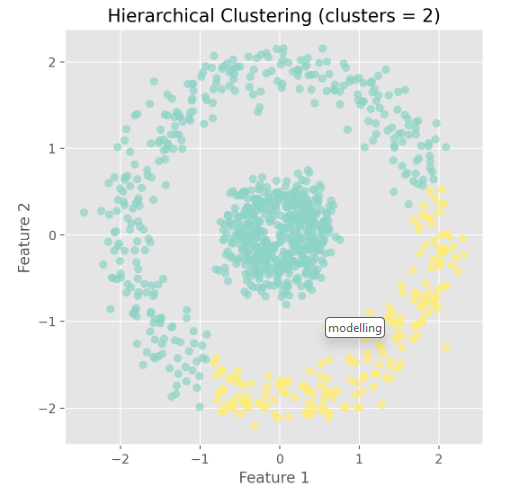 Hierarchical Clustering (clusters = 2)
2
1
0
−1
−2
Feature 2
modelling
−2 −1 0 1 2
Feature 1